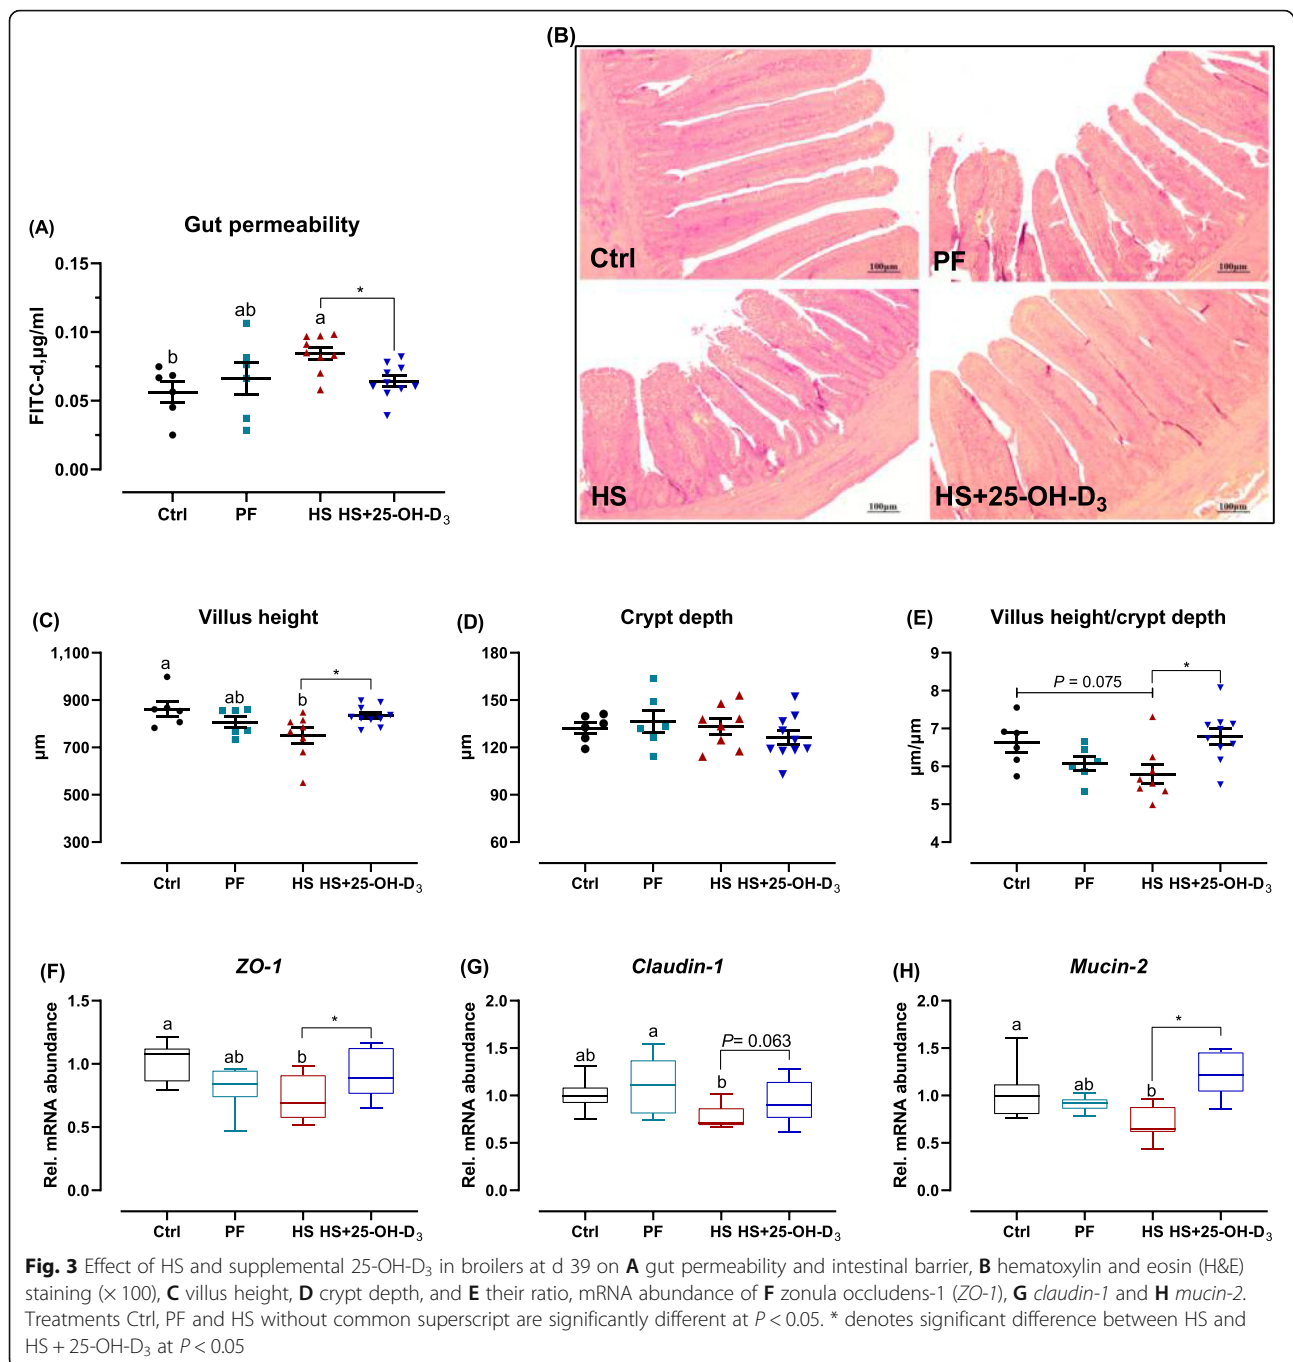 (B)
Ctrl
100μm
PF
100μm
HS
100μm
HS+25-OH-D3
100μm
(A)
Gut permeability
FITC-d,μg/ml
0.15
0.10
0.05
0.00
b
ab
a
*
Ctrl
PF
HS
HS+25-OH-D3
(C)
Villus height
μm
1,100
900
700
500
300
a
ab
b
*
Ctrl
PF
HS
HS+25-OH-D3
(D)
Crypt depth
μm
180
150
120
90
60
Ctrl
PF
HS
HS+25-OH-D3
(E)
Villus height/crypt depth
μm/μm
9
8
7
6
5
4
P = 0.075
*
Ctrl
PF
HS
HS+25-OH-D3
(F)
ZO-1
Rel. mRNA abundance
1.5
1.0
0.5
0.0
a
ab
b
*
Ctrl
PF
HS
HS+25-OH-D3
(G)
Claudin-1
Rel. mRNA abundance
2.0
1.5
1.0
0.5
0.0
ab
a
b
P= 0.063
Ctrl
PF
HS
HS+25-OH-D3
(H)
Mucin-2
Rel. mRNA abundance
2.0
1.5
1.0
0.5
0.0
a
ab
b
*
Ctrl
PF
HS
HS+25-OH-D3
Fig. 3 Effect of HS and supplemental 25-OH-D3 in broilers at d 39 on A gut permeability and intestinal barrier, B hematoxylin and eosin (H&E)
staining (× 100), C villus height, D crypt depth, and E their ratio, mRNA abundance of F zonula occludens-1 (ZO-1), G claudin-1 and H mucin-2.
Treatments Ctrl, PF and HS without common superscript are significantly different at P < 0.05. * denotes significant difference between HS and
HS + 25-OH-D3 at P < 0.05